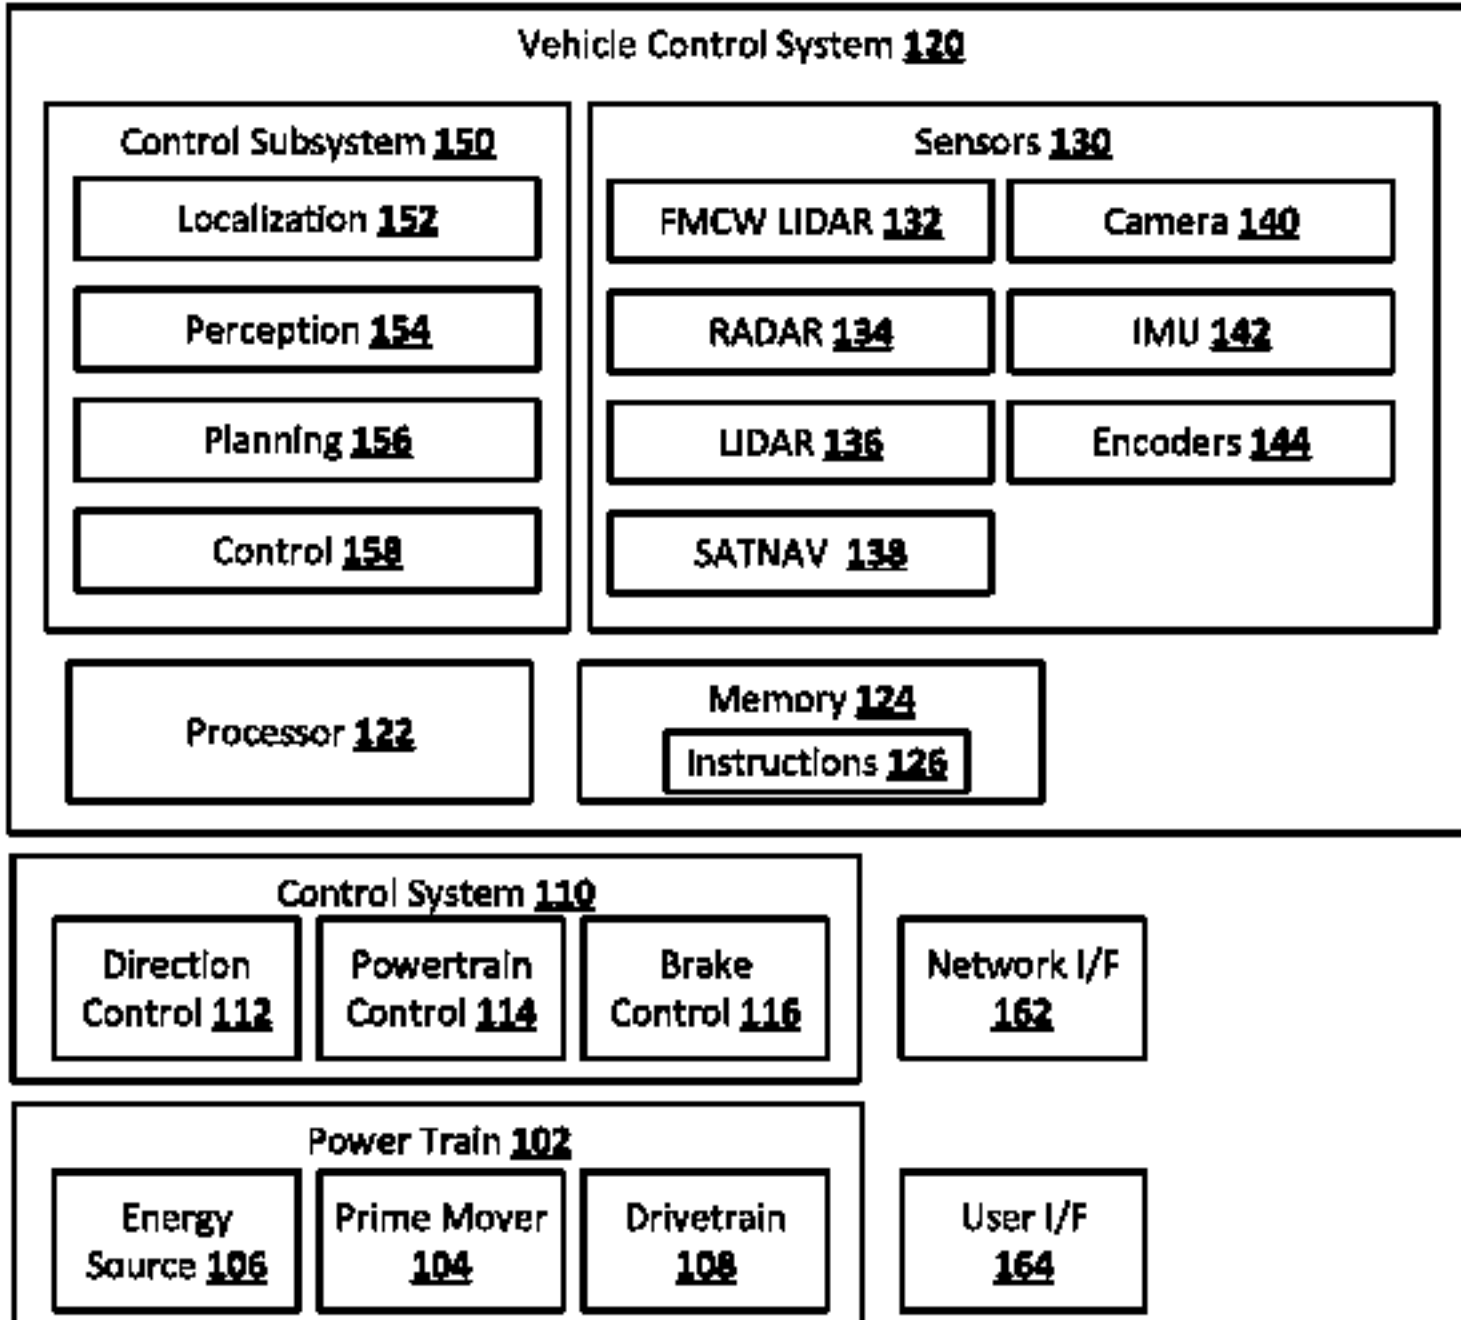 Vehicle Control System 120
Control Subsystem 150
Localization 152
Perception 154
Planning 156
Control 158
Sensors 130
FMCW LIDAR 132
Camera 140
RADAR 134
IMU 142
LIDAR 136
Encoders 144
SATNAV 138
Processor 122
Memory 124
Instructions 126
Control System 110
Direction
Control 112
Powertrain
Control 114
Brake
Control 116
Network I/F
162
Power Train 102
Energy
Source 106
Prime Mover
104
Drivetrain
108
User I/F
164